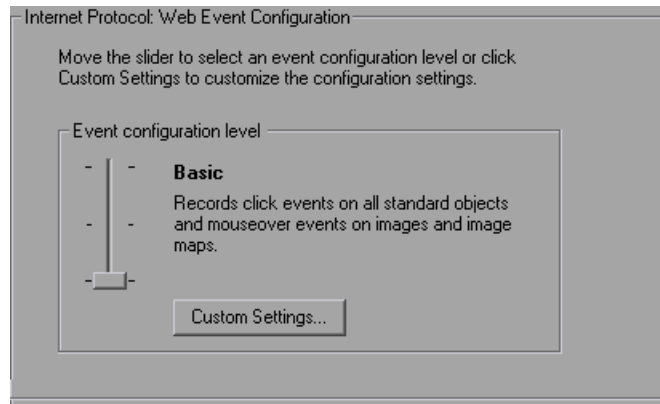 Internet Protocol: Web Event Configuration
Move the slider to select an event configuration level or click
Custom Settings to customize the configuration settings.
Event configuration level
Basic
Records click events on all standard objects
and mouseover events on images and image
maps.
Custom Settings...